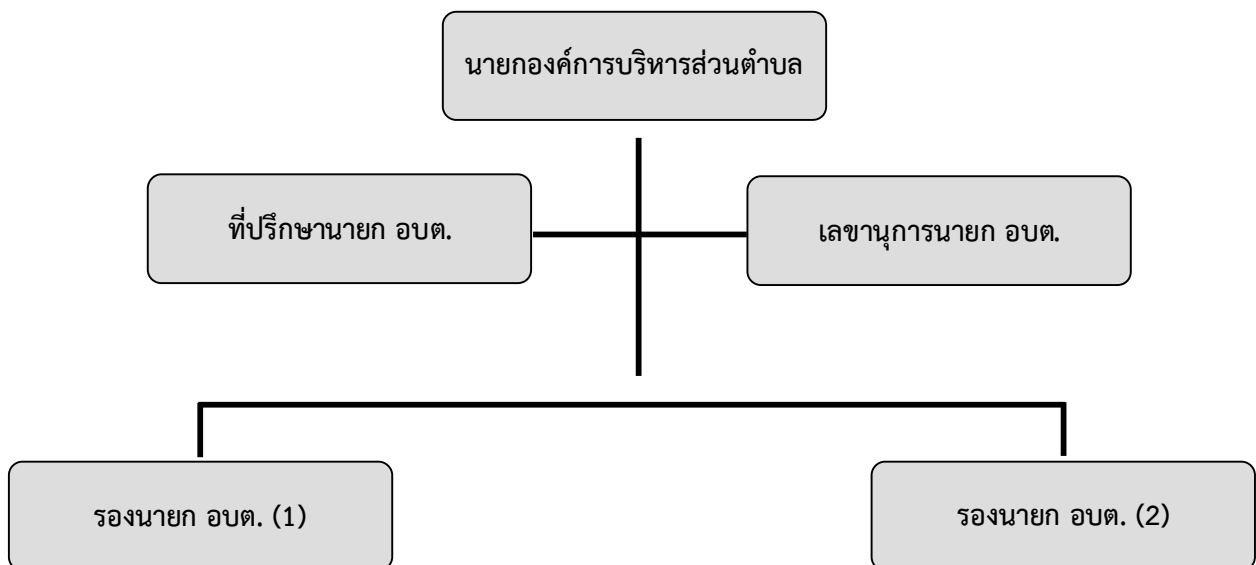 นายกองค์การบริหารส่วนตำบล
ที่ปรึกษานายก อบต.
เลขานุการนายก อบต.
รองนายก อบต. (1)
รองนายก อบต. (2)